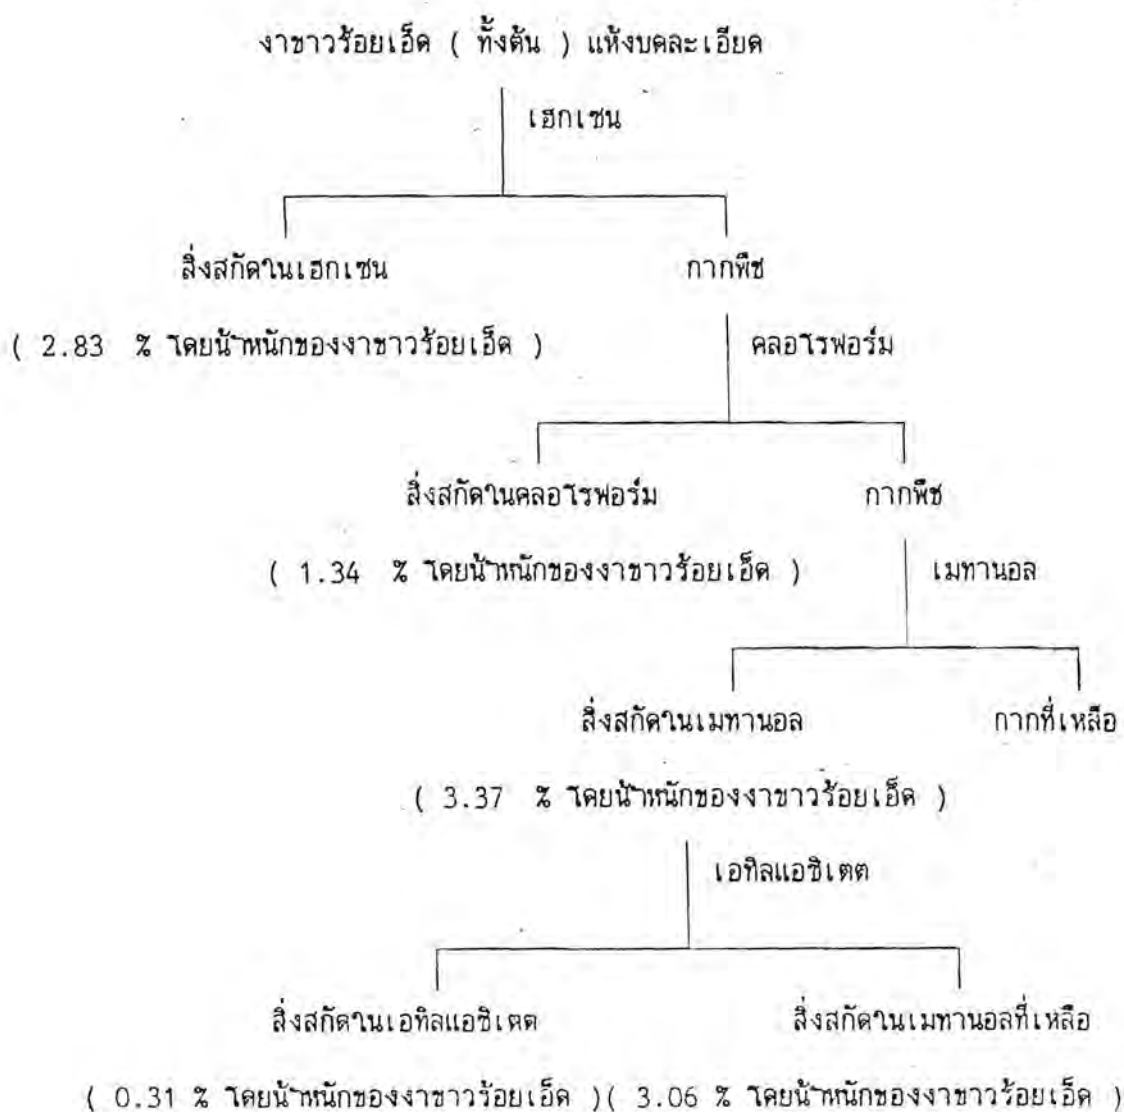 งาขาวร้อยเอ็ด ( ทั้งต้น ) แห้งบดละเอียด
เฮกเซน
สิ่งสกัดในเฮกเซน กากพืช
( 2.83 % โดยน้ำหนักของงาขาวร้อยเอ็ด ) คลอโรฟอร์ม
สิ่งสกัดในคลอโรฟอร์ม กากพืช
( 1.34 % โดยน้ำหนักของงาขาวร้อยเอ็ด ) เมทานอล
สิ่งสกัดในเมทานอล กากที่เหลือ
( 3.37 % โดยน้ำหนักของงาขาวร้อยเอ็ด )
เอทิลแอซิเตต
สิ่งสกัดในเอทิลแอซิเตต สิ่งสกัดในเมทานอลที่เหลือ
( 0.31 % โดยน้ำหนักของงาขาวร้อยเอ็ด )( 3.06 % โดยน้ำหนักของงาขาวร้อยเอ็ด )